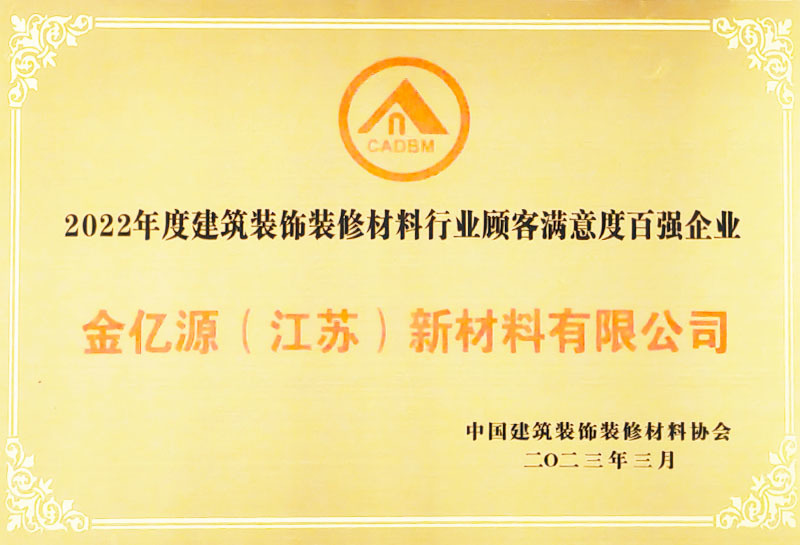 CADBM
2022年度建筑装饰装修材料行业顾客满意度百强企业
金亿源（江苏）新材料有限公司
中国建筑装饰装修材料协会
二〇二三年三月